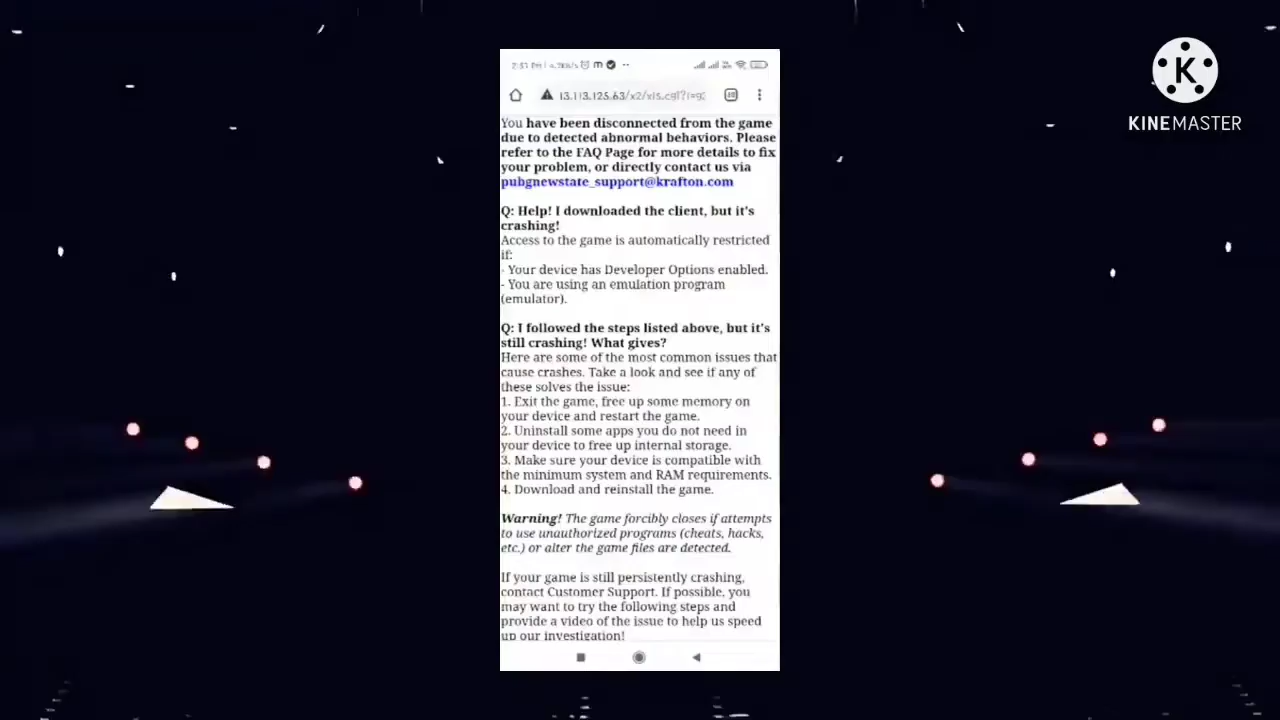 You have been disconnected from the game
due to detected abnormal behaviors. Please
refer to the FAQ Page for more details to fix
your problem, or directly contact us via
pubgnewstate_support@krafton.com
Q: Help! I downloaded the client, but it's
crashing!
Access to the game is automatically restricted
if:
- Your device has Developer Options enabled.
- You are using an emulation program
(emulator).
Q: I followed the steps listed above, but it's
still crashing! What gives?
Here are some of the most common issues that
cause crashes. Take a look and see if any of
these solves the issue:
1. Exit the game, free up some memory on
your device and restart the game.
2. Uninstall some apps you do not need in
your device to free up internal storage.
3. Make sure your device is compatible with
the minimum system and RAM requirements.
4. Download and reinstall the game.
Warning! The game forcibly closes if attempts
to use unauthorized programs (cheats, hacks,
etc.) or alter the game files are detected.
If your game is still persistently crashing,
contact Customer Support. If possible, you
may want to try the following steps and
provide a video of the issue to help us speed
up our investigation!
K
KINEMASTER